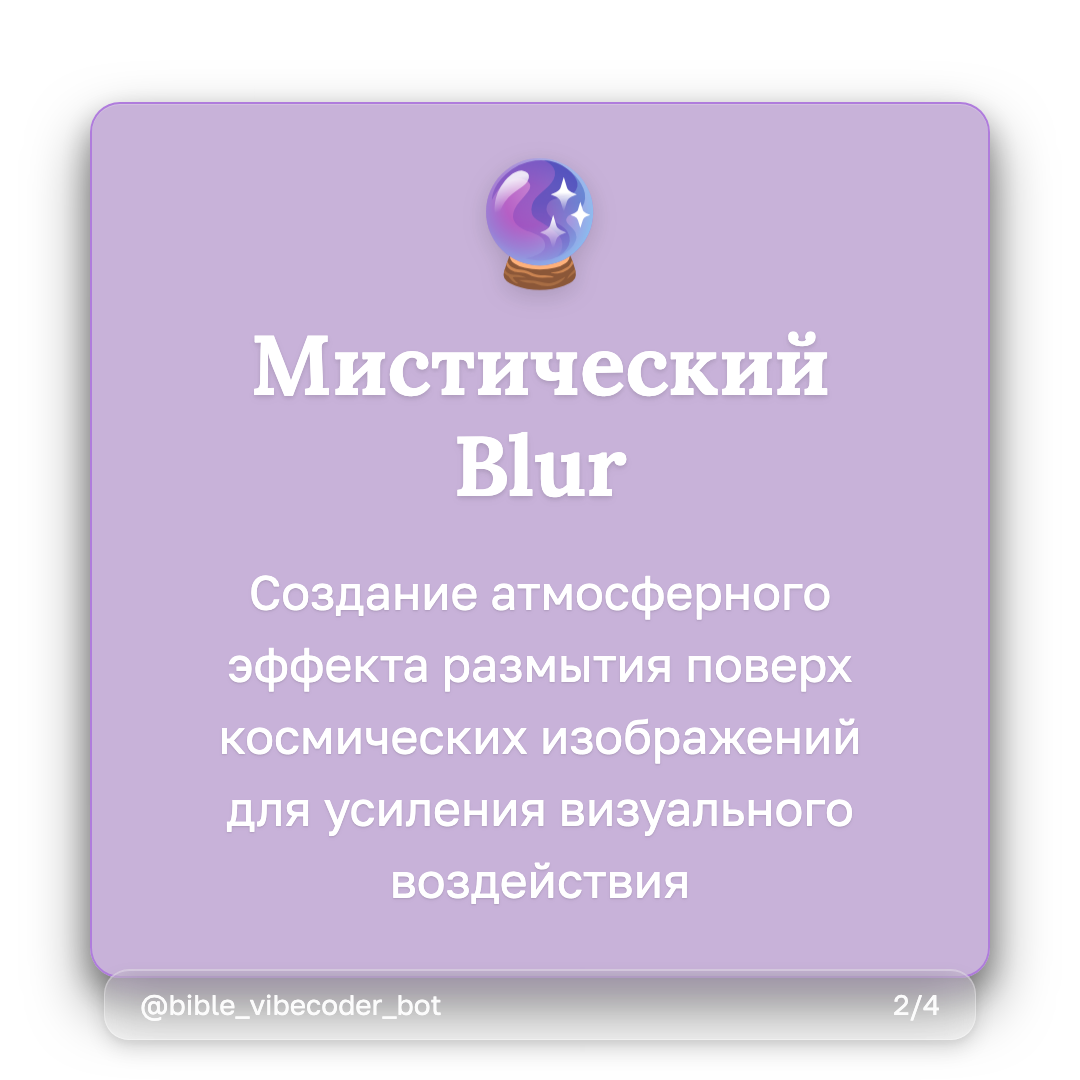 Мистический
Blur
Создание атмосферного
эффекта размытия поверх
космических изображений
для усиления визуального
воздействия
@bible_vibecoder_bot 2/4